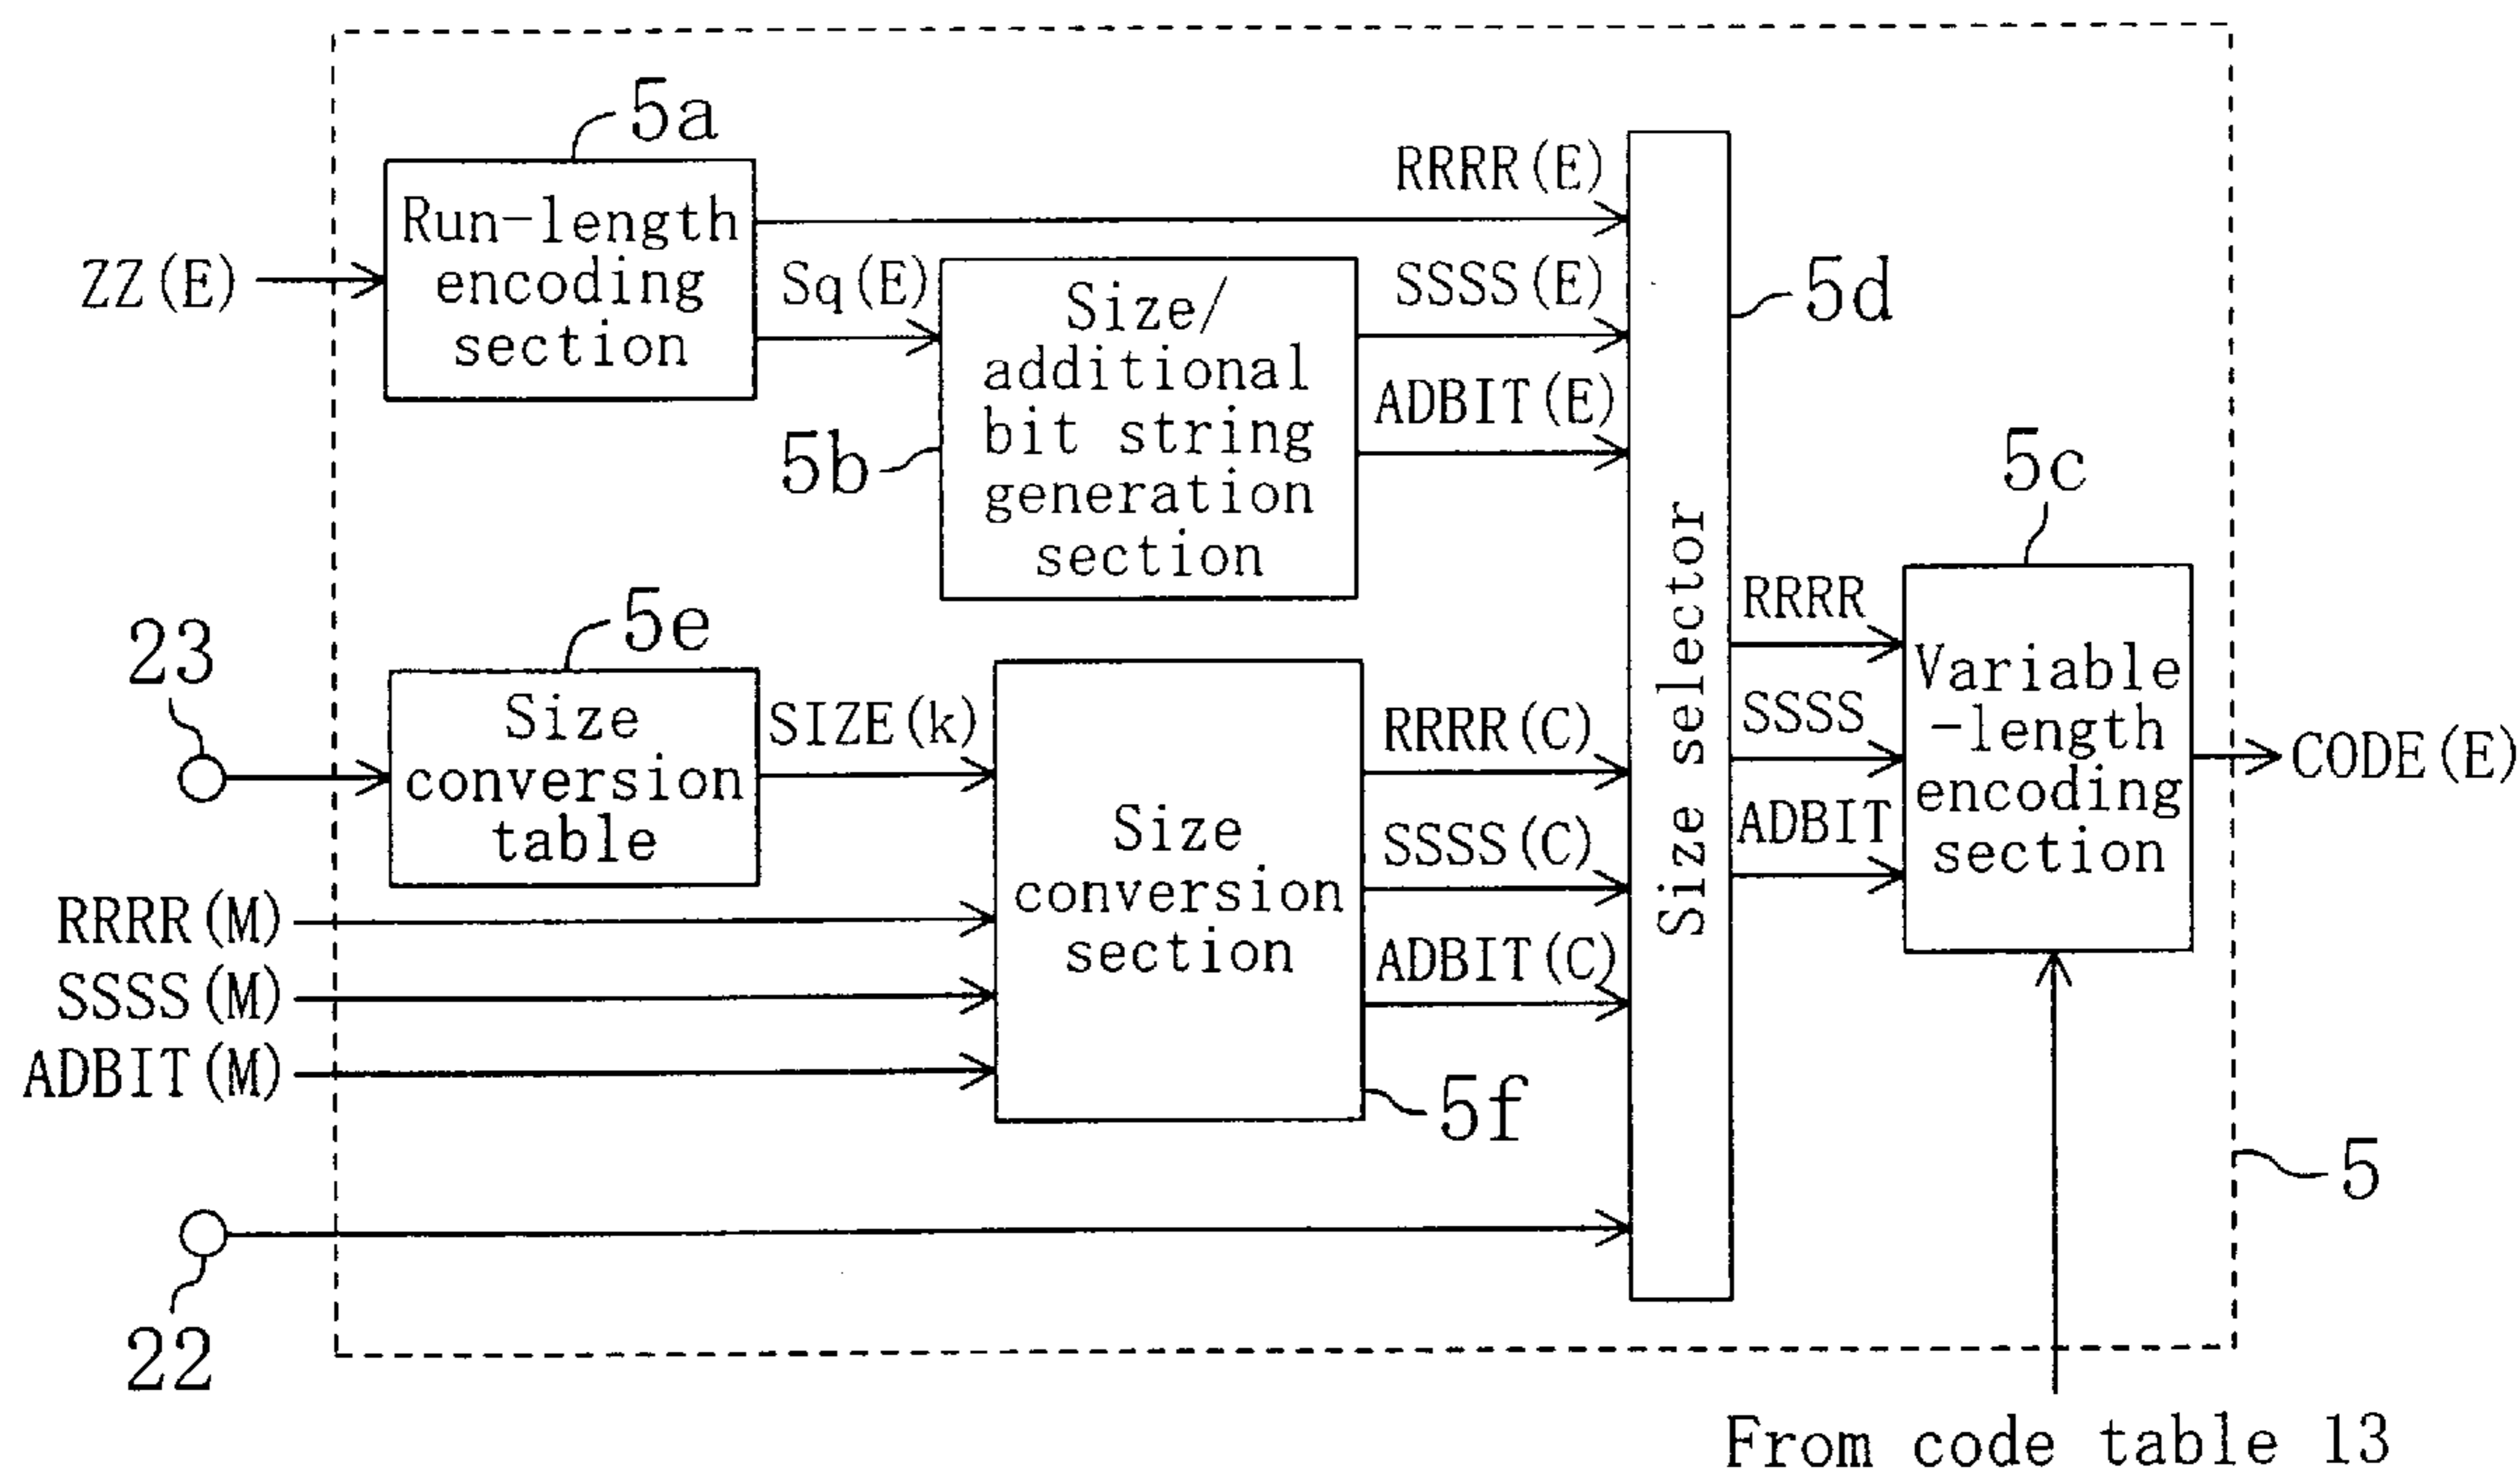 5a
RRRR(E)
Run-length
encoding
section
ZZ(E)
Sq(E)
SSSS(E)
5d
Size/
additional
bit string
generation
section
ADBIT(E)
5b
5c
5e
23
Size
conversion
table
SIZE(k)
Size
conversion
section
RRRR(C)
SSSS(C)
ADBIT(C)
Size selector
RRRR
SSSS
ADBIT
Variable
-length
encoding
section
CODE(E)
RRRR(M)
SSSS(M)
ADBIT(M)
5f
5
22
From code table 13